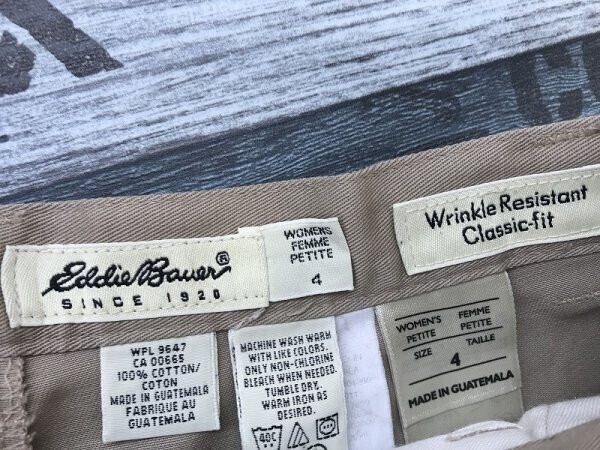 Eddie Bauer®
SINCE 1920
WOMENS
FEMME
PETITE
4
Wrinkle Resistant
Classic-fit
WPL 9647
CA 00665
100% COTTON/
COTON
MADE IN GUATEMALA
FABRIQUE AU
GUATEMALA
MACHINE WASH WARM
WITH LIKE COLORS.
ONLY NON-CHLORINE
BLEACH WHEN NEEDED.
TUMBLE DRY.
WARM IRON AS
DESIRED.
40C
WOMEN'S FEMME
PETITE PETITE
SIZE TAILLE
4
MADE IN GUATEMALA